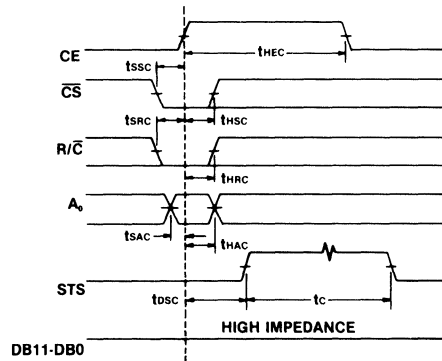 CE
tHEC
tSSC
CS
tSRC
tHSC
R/C
tHRC
A₀
tSAC
tHAC
STS
tDSC
tC
HIGH IMPEDANCE
DB11-DB0